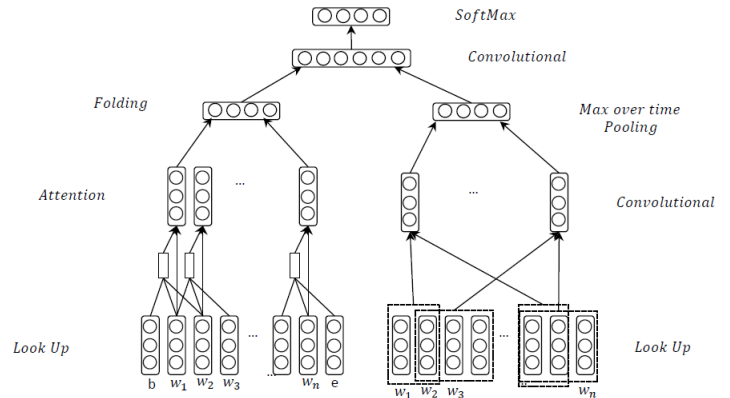 SoftMax
Convolutional
Folding
Max over time
Pooling
Attention
...
...
Convolutional
Look Up
...
...
...
Look Up
b w₁ w₂ w₃ wₙ e
w₁ w₂ w₃ wₙ